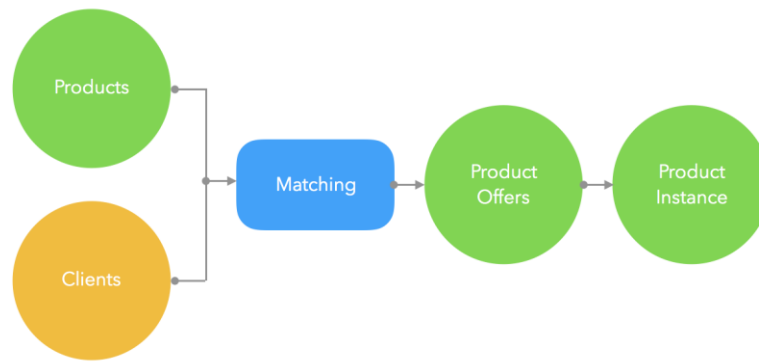 Products
Clients
Matching
Product
Offers
Product
Instance